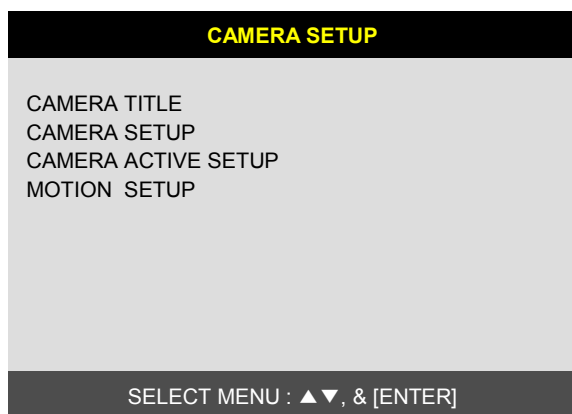 CAMERA SETUP
CAMERA TITLE
CAMERA SETUP
CAMERA ACTIVE SETUP
MOTION  SETUP
SELECT MENU : ▲▼, & [ENTER]